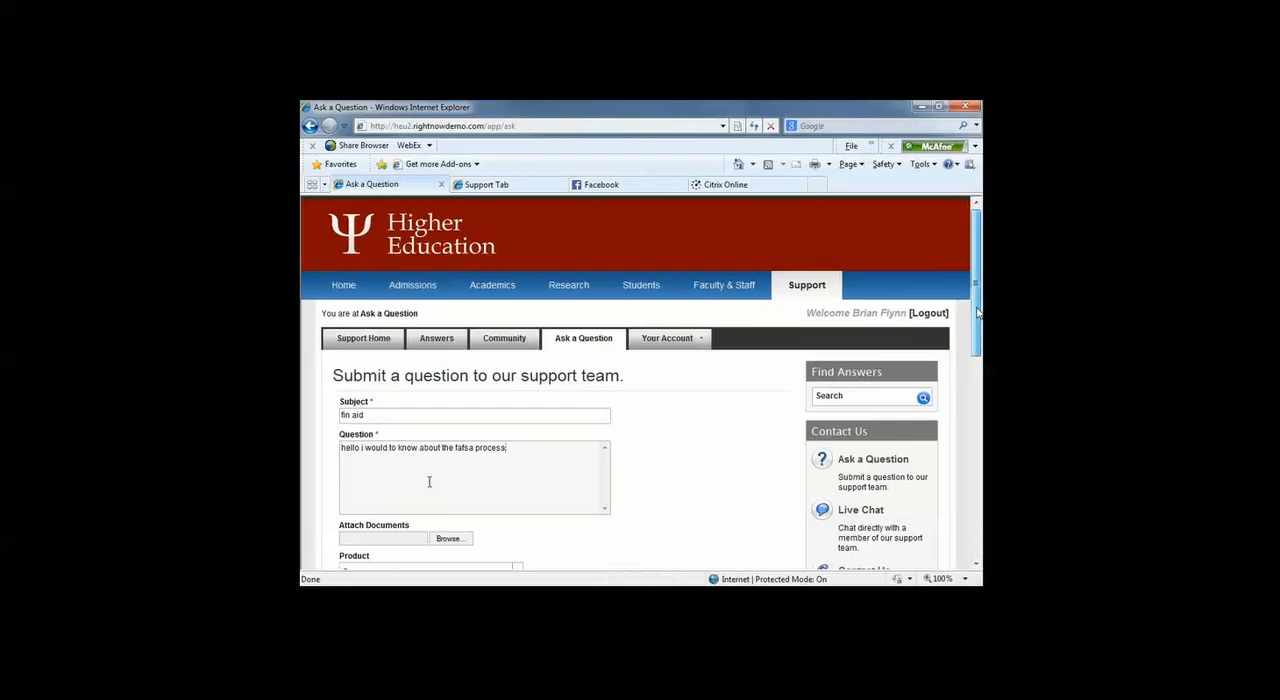 Ask a Question - Windows Internet Explorer
http://heu2.rightnowdemo.com/app/ask
Google
Share Browser WebEx
File
McAfee
Favorites
Get more Add-ons
Page Safety Tools
Ask a Question
Support Tab
Facebook
Citrix Online
Ψ Higher
Education
Home Admissions Academics Research Students Faculty & Staff Support
You are at Ask a Question
Welcome Brian Flynn [Logout]
Support Home Answers Community Ask a Question Your Account
Submit a question to our support team.
Subject *
fin aid
Question *
hello i would to know about the fafsa process
Attach Documents
Browse...
Product
Find Answers
Search
Contact Us
? Ask a Question
Submit a question to our
support team.
Live Chat
Chat directly with a
member of our support
team.
Done
Internet | Protected Mode: On
100%